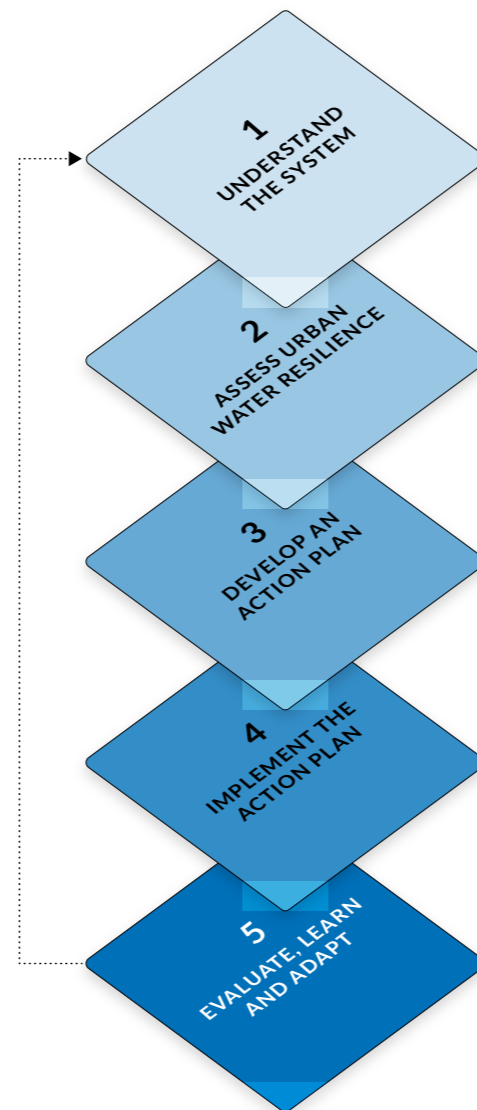 1
UNDERSTAND
THE SYSTEM
2
ASSESS URBAN
WATER RESILIENCE
3
DEVELOP AN
ACTION PLAN
4
IMPLEMENT THE
ACTION PLAN
5
EVALUATE, LEARN
AND ADAPT